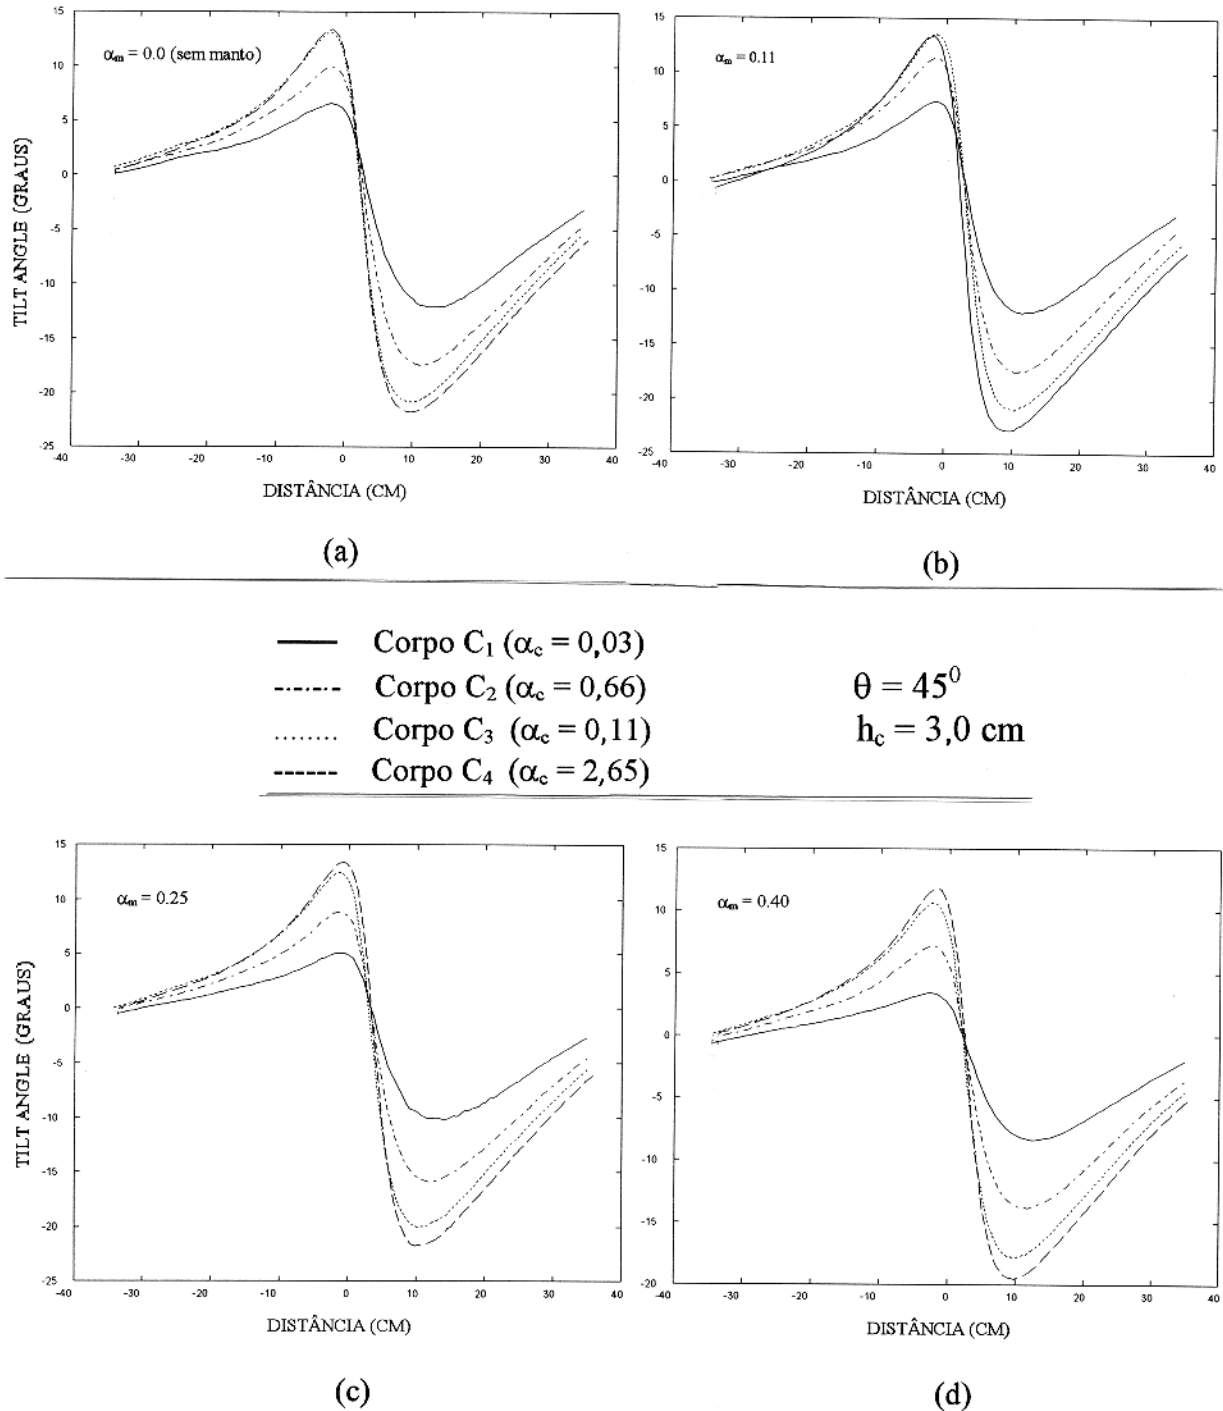 αm = 0.0 (sem manto)
15
10
5
0
-5
-10
-15
-20
-25
TILT ANGLE (GRAUS)
-40 -30 -20 -10 0 10 20 30 40
DISTÂNCIA (CM)
(a)
αm = 0.11
15
10
5
0
-5
-10
-15
-20
-25
-40 -30 -20 -10 0 10 20 30 40
DISTÂNCIA (CM)
(b)
Corpo C1 (αc = 0,03)
Corpo C2 (αc = 0,66)
Corpo C3 (αc = 0,11)
Corpo C4 (αc = 2,65)
θ = 45⁰
hc = 3,0 cm
αm = 0.25
15
10
5
0
-5
-10
-15
-20
-25
TILT ANGLE (GRAUS)
-40 -30 -20 -10 0 10 20 30 40
DISTÂNCIA (CM)
(c)
αm = 0.40
15
10
5
0
-5
-10
-15
-20
-40 -30 -20 -10 0 10 20 30 40
DISTÂNCIA (CM)
(d)